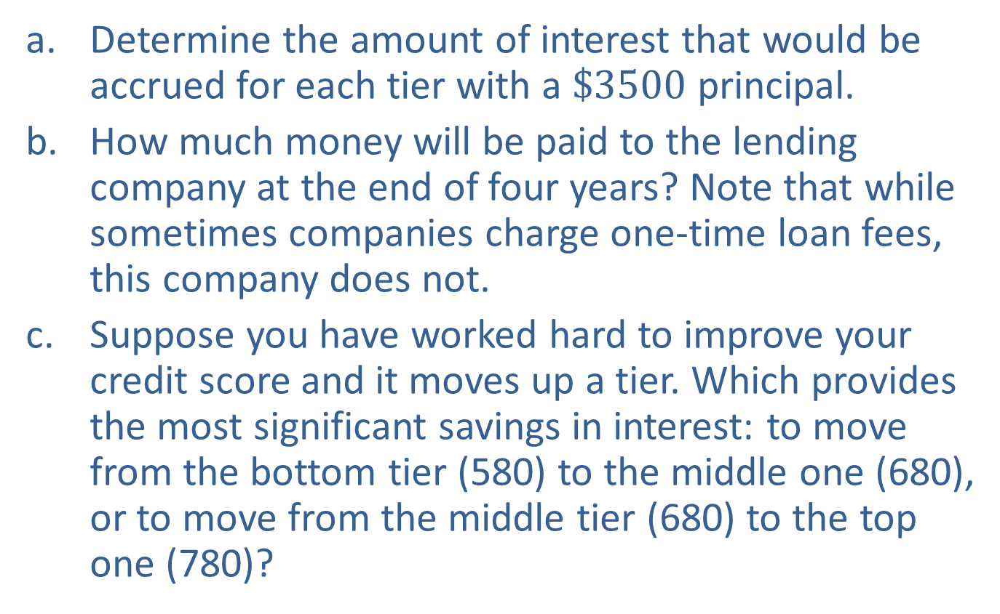 a. Determine the amount of interest that would be
accrued for each tier with a $3500 principal.
b. How much money will be paid to the lending
company at the end of four years? Note that while
sometimes companies charge one-time loan fees,
this company does not.
c. Suppose you have worked hard to improve your
credit score and it moves up a tier. Which provides
the most significant savings in interest: to move
from the bottom tier (580) to the middle one (680),
or to move from the middle tier (680) to the top
one (780)?